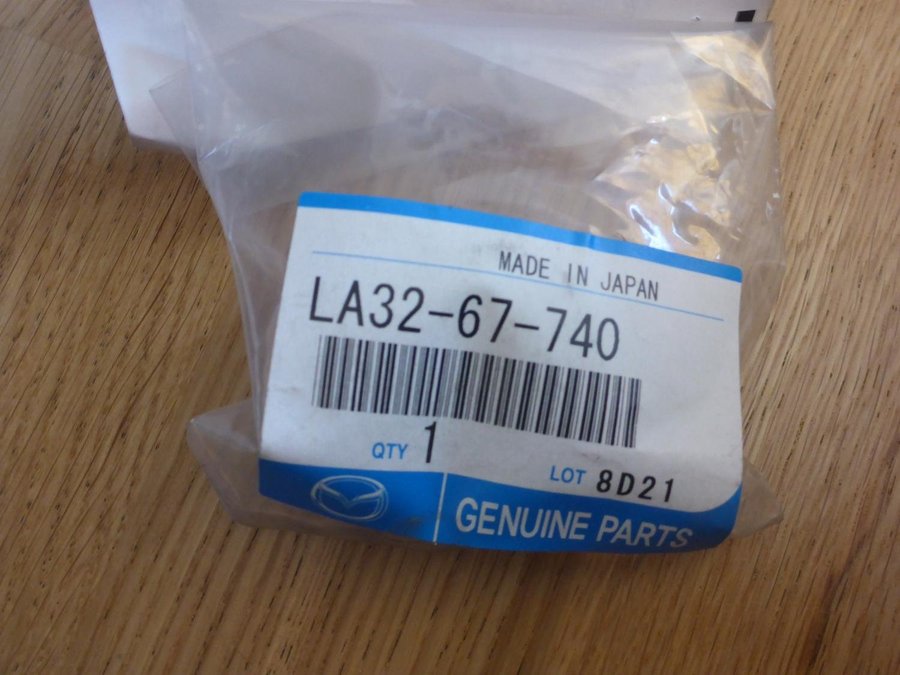 MADE IN JAPAN
LA32-67-740
QTY 1
LOT 8D21
GENUINE PARTS